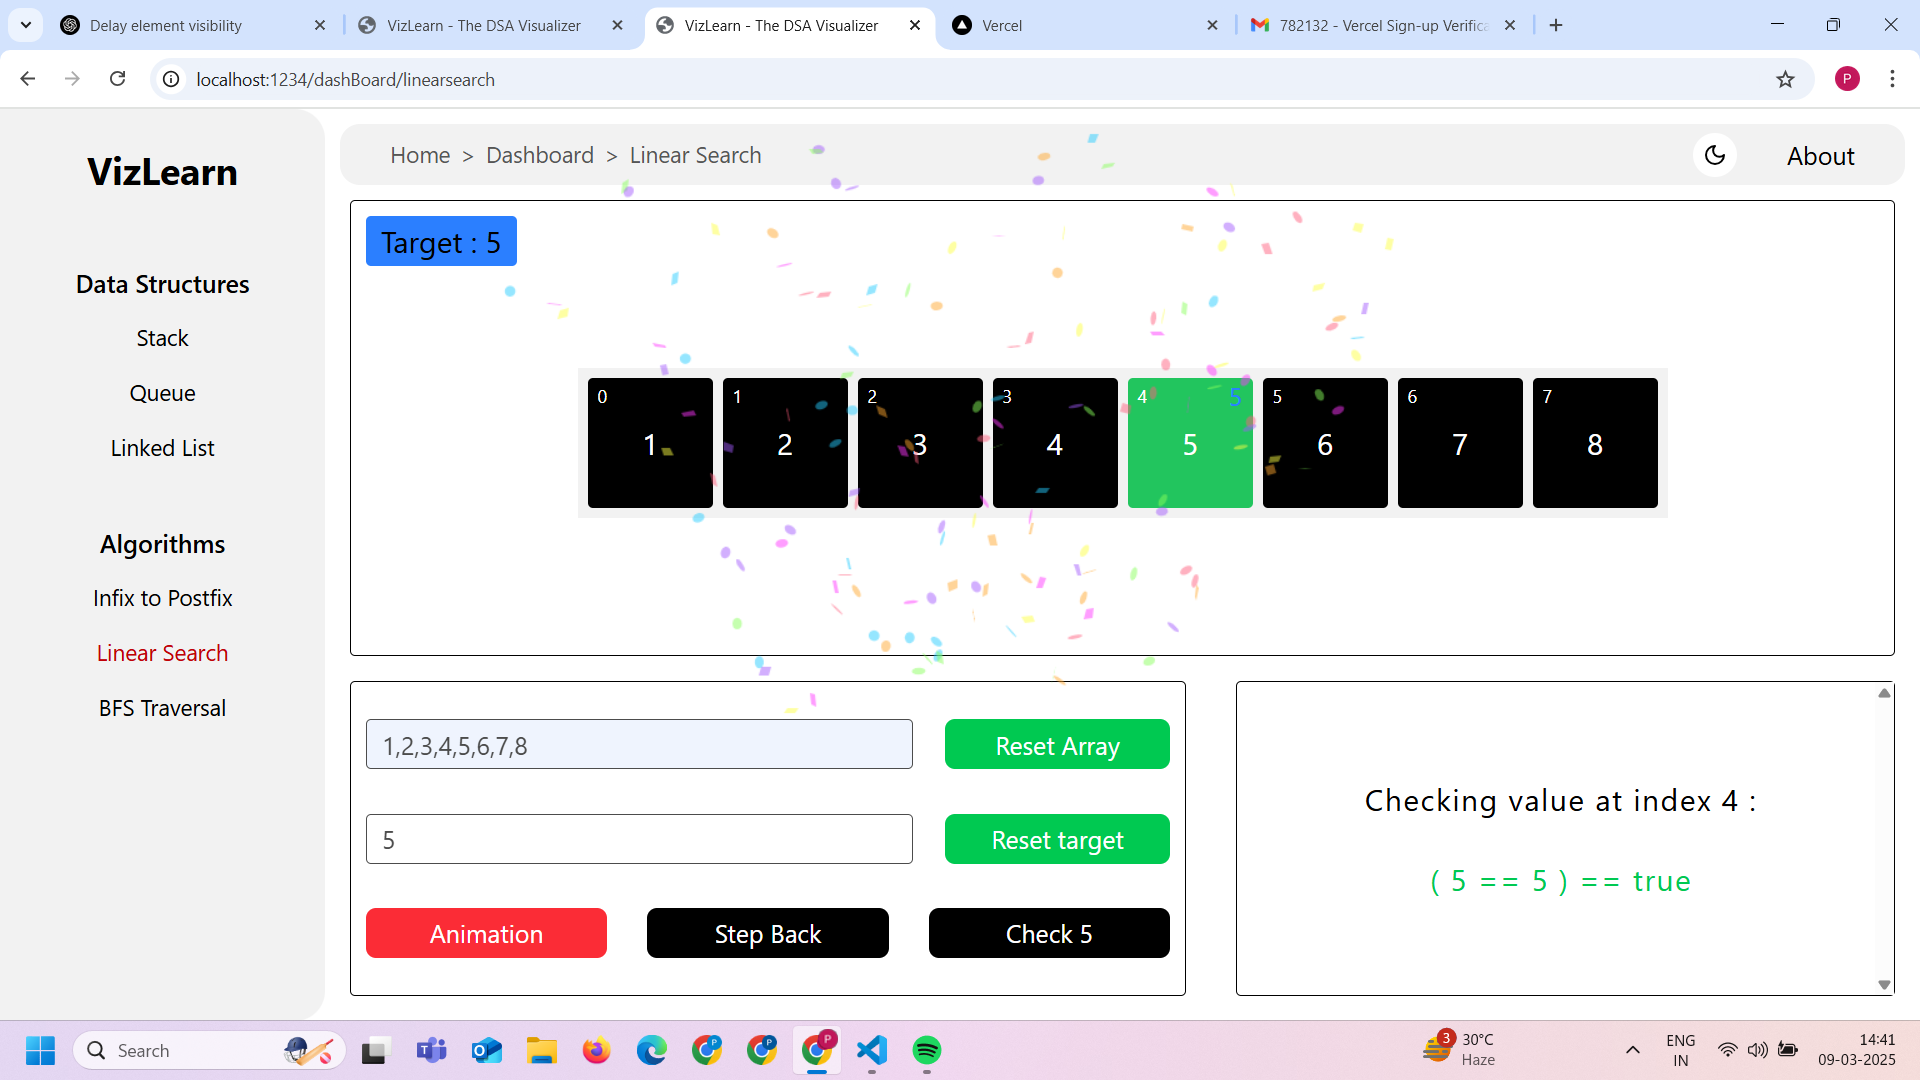 Delay element visibility
VizLearn - The DSA Visualizer
VizLearn - The DSA Visualizer
Vercel
782132 - Vercel Sign-up Verifica
localhost:1234/dashBoard/linearsearch
P
VizLearn
Data Structures
Stack
Queue
Linked List
Algorithms
Infix to Postfix
Linear Search
BFS Traversal
Home > Dashboard > Linear Search
About
Target : 5
0 1 2 3 4 5 5 6 7
1 2 3 4 5 6 7 8
1,2,3,4,5,6,7,8
Reset Array
5
Reset target
Animation
Step Back
Check 5
Checking value at index 4 :
( 5 == 5 ) == true
Search
P
P
P
3
30°C
Haze
ENG
IN
14:41
09-03-2025